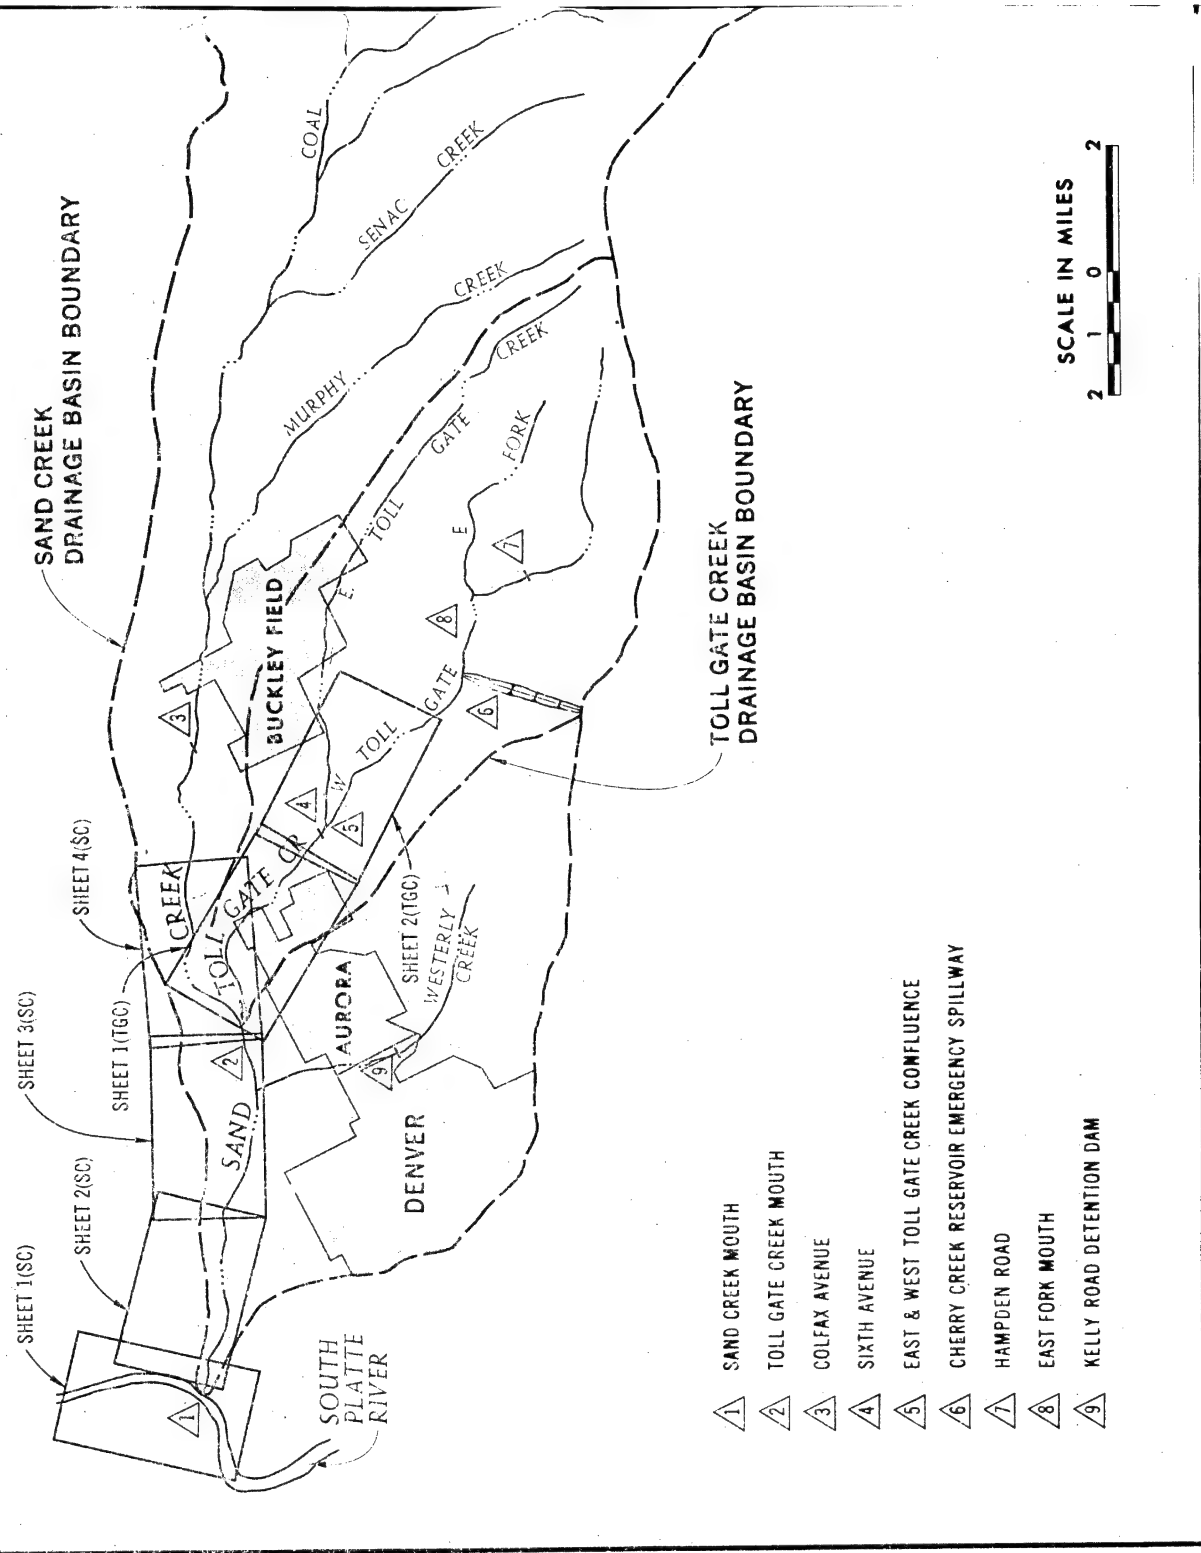 SAND CREEK
DRAINAGE BASIN BOUNDARY
COAL
SENAC
CREEK
MURPHY
CREEK
E.
TOLL
GATE
CREEK
E
FORK
BUCKLEY FIELD
W
TOLL
GATE
TOLL
GATE
CR
SAND
CREEK
WESTERLY
CREEK
AURORA
DENVER
SOUTH
PLATTE
RIVER
SHEET 1(SC)
SHEET 2(SC)
SHEET 3(SC)
SHEET 4(SC)
SHEET 1(TGC)
SHEET 2(TGC)
1
2
3
4
5
6
7
8
9
TOLL GATE CREEK
DRAINAGE BASIN BOUNDARY
SCALE IN MILES
2 1 0 2
1 SAND CREEK MOUTH
2 TOLL GATE CREEK MOUTH
3 COLFAX AVENUE
4 SIXTH AVENUE
5 EAST & WEST TOLL GATE CREEK CONFLUENCE
6 CHERRY CREEK RESERVOIR EMERGENCY SPILLWAY
7 HAMPDEN ROAD
8 EAST FORK MOUTH
9 KELLY ROAD DETENTION DAM